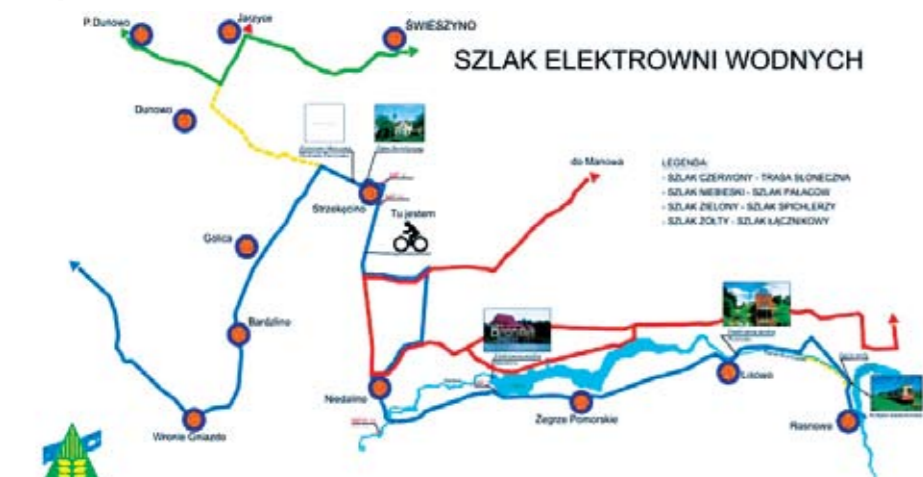 P.Dunowo
Jarzyce
ŚWIESZYNO
SZLAK ELEKTROWNI WODNYCH
Dunowo
do Manowa
LEGENDA:
- SZLAK CZERWONY - TRASA SŁONECZNA
- SZLAK NIEBIESKI - SZLAK PAŁACÓW
- SZLAK ZIELONY - SZLAK SPICHLERZY
- SZLAK ŻÓŁTY - SZLAK ŁĄCZNIKOWY
Strzekęcino
Tu jestem
Golica
Bardzlino
Niedalino
Lisowo
Zegrze Pomorskie
Rosnowo
Wronie Gniazdo